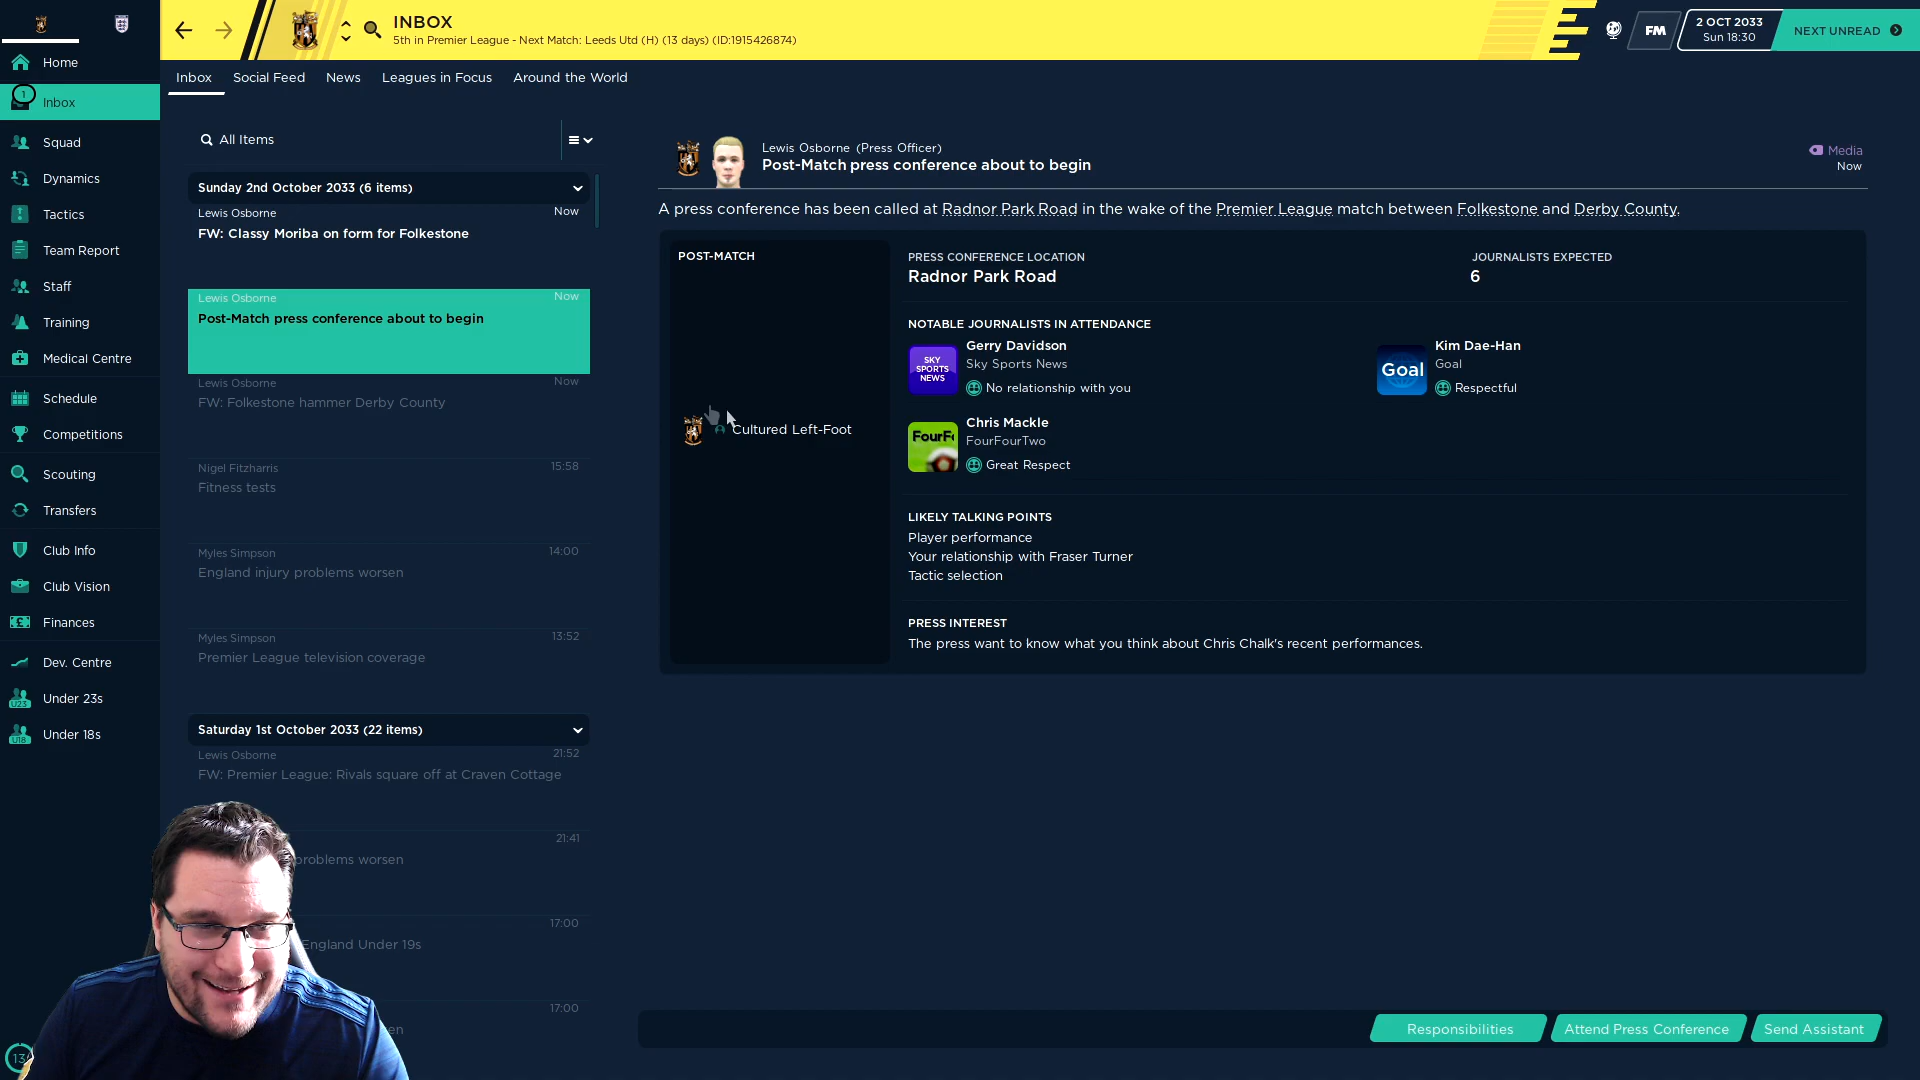 INBOX
5th in Premier League - Next Match: Leeds Utd (H) (13 days) (ID:1915426874)
FM
2 OCT 2033
Sun 18:30
NEXT UNREAD
Home
1
Inbox
Squad
Dynamics
Tactics
Team Report
Staff
Training
Medical Centre
Schedule
Competitions
Scouting
Transfers
Club Info
Club Vision
Finances
Dev. Centre
U23
Under 23s
U18
Under 18s
13
Inbox
Social Feed
News
Leagues in Focus
Around the World
All Items
Sunday 2nd October 2033 (6 items)
Lewis Osborne
Now
FW: Classy Moriba on form for Folkestone
Lewis Osborne
Now
Post-Match press conference about to begin
Lewis Osborne
Now
FW: Folkestone hammer Derby County
Nigel Fitzharris
15:58
Fitness tests
Myles Simpson
14:00
England injury problems worsen
Myles Simpson
13:52
Premier League television coverage
Saturday 1st October 2033 (22 items)
Lewis Osborne
21:52
FW: Premier League: Rivals square off at Craven Cottage
21:41
problems worsen
17:00
England Under 19s
17:00
en
Lewis Osborne (Press Officer)
Post-Match press conference about to begin
Media
Now
A press conference has been called at Radnor Park Road in the wake of the Premier League match between Folkestone and Derby County.
POST-MATCH
Cultured Left-Foot
PRESS CONFERENCE LOCATION
Radnor Park Road
JOURNALISTS EXPECTED
6
NOTABLE JOURNALISTS IN ATTENDANCE
SKY
SPORTS
NEWS
Gerry Davidson
Sky Sports News
No relationship with you
Goal
Kim Dae-Han
Goal
Respectful
FourF
Chris Mackle
FourFourTwo
Great Respect
LIKELY TALKING POINTS
Player performance
Your relationship with Fraser Turner
Tactic selection
PRESS INTEREST
The press want to know what you think about Chris Chalk's recent performances.
Responsibilities
Attend Press Conference
Send Assistant